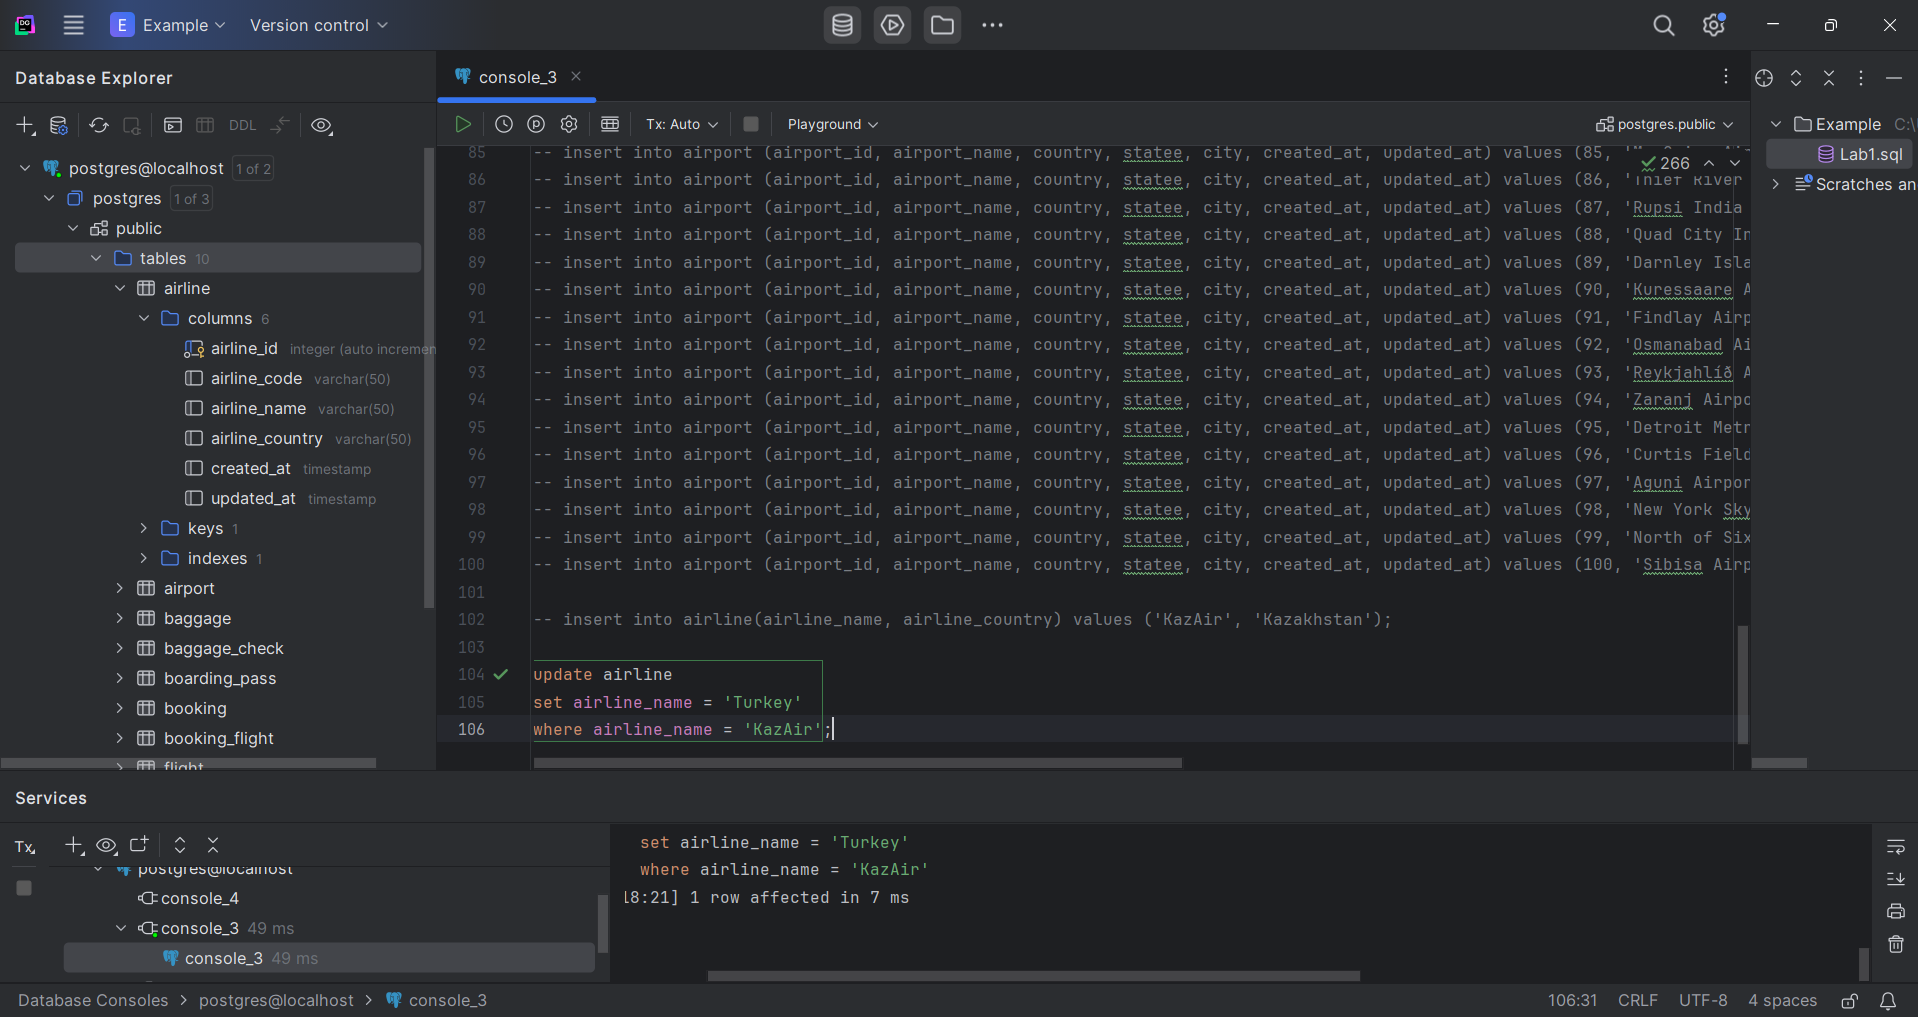 E Example Version control
Database Explorer
DDL
postgres@localhost 1 of 2
postgres 1 of 3
public
tables 10
airline
columns 6
airline_id integer (auto incremen
airline_code varchar(50)
airline_name varchar(50)
airline_country varchar(50)
created_at timestamp
updated_at timestamp
keys 1
indexes 1
airport
baggage
baggage_check
boarding_pass
booking
booking_flight
flight
console_3
Tx: Auto Playground postgres.public
266
85 -- insert into airport (airport_id, airport_name, country, statee, city, created_at, updated_at) values (85,
86 -- insert into airport (airport_id, airport_name, country, statee, city, created_at, updated_at) values (86, 'Thief River
87 -- insert into airport (airport_id, airport_name, country, statee, city, created_at, updated_at) values (87, 'Rupsi India
88 -- insert into airport (airport_id, airport_name, country, statee, city, created_at, updated_at) values (88, 'Quad City In
89 -- insert into airport (airport_id, airport_name, country, statee, city, created_at, updated_at) values (89, 'Darnley Isla
90 -- insert into airport (airport_id, airport_name, country, statee, city, created_at, updated_at) values (90, 'Kuressaare A
91 -- insert into airport (airport_id, airport_name, country, statee, city, created_at, updated_at) values (91, 'Findlay Airp
92 -- insert into airport (airport_id, airport_name, country, statee, city, created_at, updated_at) values (92, 'Osmanabad Ai
93 -- insert into airport (airport_id, airport_name, country, statee, city, created_at, updated_at) values (93, 'Reykjahlíð A
94 -- insert into airport (airport_id, airport_name, country, statee, city, created_at, updated_at) values (94, 'Zaranj Airpo
95 -- insert into airport (airport_id, airport_name, country, statee, city, created_at, updated_at) values (95, 'Detroit Metr
96 -- insert into airport (airport_id, airport_name, country, statee, city, created_at, updated_at) values (96, 'Curtis Field
97 -- insert into airport (airport_id, airport_name, country, statee, city, created_at, updated_at) values (97, 'Aguni Airpor
98 -- insert into airport (airport_id, airport_name, country, statee, city, created_at, updated_at) values (98, 'New York Sky
99 -- insert into airport (airport_id, airport_name, country, statee, city, created_at, updated_at) values (99, 'North of Six
100 -- insert into airport (airport_id, airport_name, country, statee, city, created_at, updated_at) values (100, 'Sibisa Airp
101
102 -- insert into airline(airline_name, airline_country) values ('KazAir', 'Kazakhstan');
103
104 update airline
105 set airline_name = 'Turkey'
106 where airline_name = 'KazAir';
Example C:\
Lab1.sql
Scratches an
Services
Tx
postgres@localhost
console_4
console_3 49 ms
console_3 49 ms
set airline_name = 'Turkey'
where airline_name = 'KazAir'
18:21] 1 row affected in 7 ms
Database Consoles > postgres@localhost > console_3
106:31 CRLF UTF-8 4 spaces